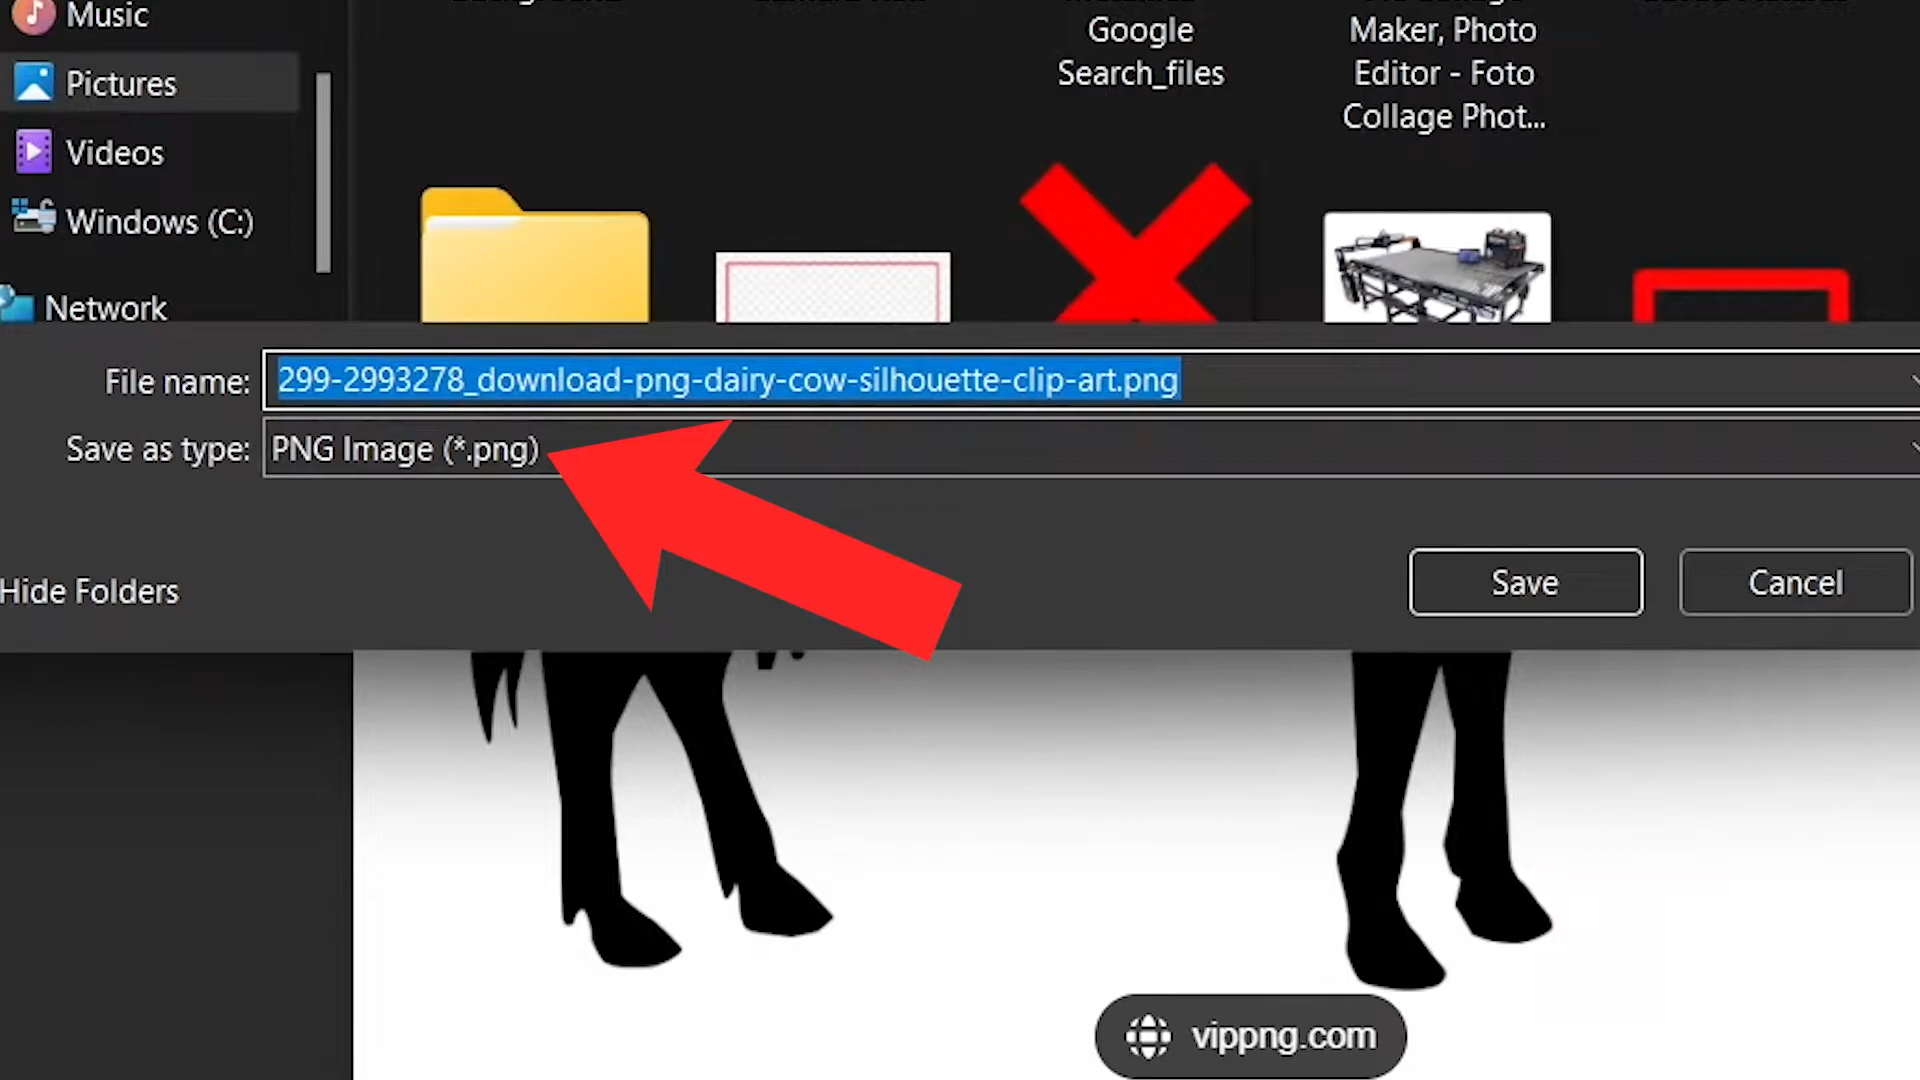 Music
Pictures
Videos
Windows (C:)
Network
Google
Search_files
Maker, Photo
Editor - Foto
Collage Phot...
File name: 299-2993278_download-png-dairy-cow-silhouette-clip-art.png
Save as type: PNG Image (*.png)
Hide Folders
Save
Cancel
vippng.com